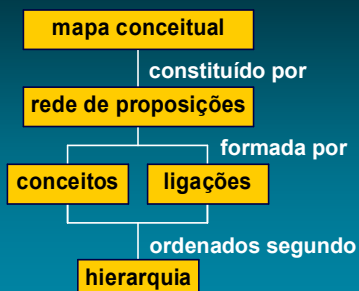 mapa conceitual
constituído por
rede de proposições
formada por
conceitos
ligações
ordenados segundo
hierarquia